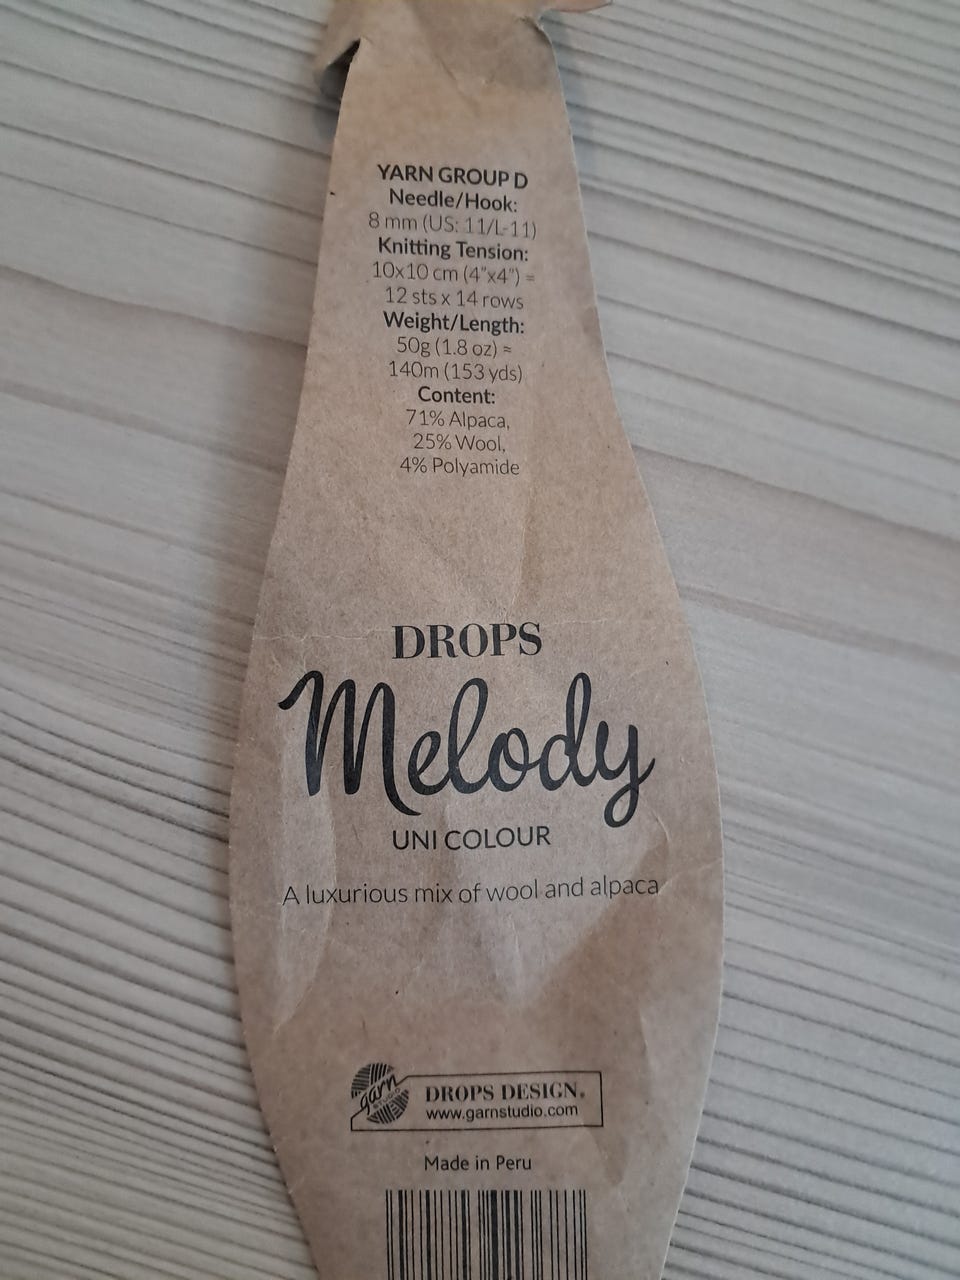 YARN GROUP D
Needle/Hook:
8 mm (US: 11/L-11)
Knitting Tension:
10x10 cm (4"x4") =
12 sts x 14 rows
Weight/Length:
50g (1.8 oz) =
140m (153 yds)
Content:
71% Alpaca,
25% Wool,
4% Polyamide
DROPS
Melody
UNI COLOUR
A luxurious mix of wool and alpaca
garn
STUDIO
DROPS DESIGN®
www.garnstudio.com
Made in Peru